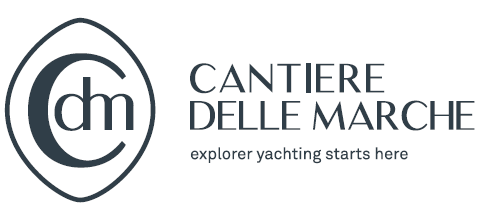 Cdm
CANTIERE
DELLE MARCHE
explorer yachting starts here